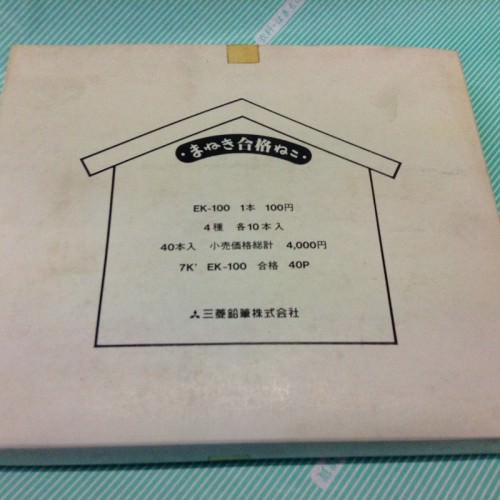 ・まねき合格ねこ・
EK-100 1本 100円
4種 各10本入
40本入 小売価格総計 4,000円
7K' EK-100 合格 40P
三菱鉛筆株式会社